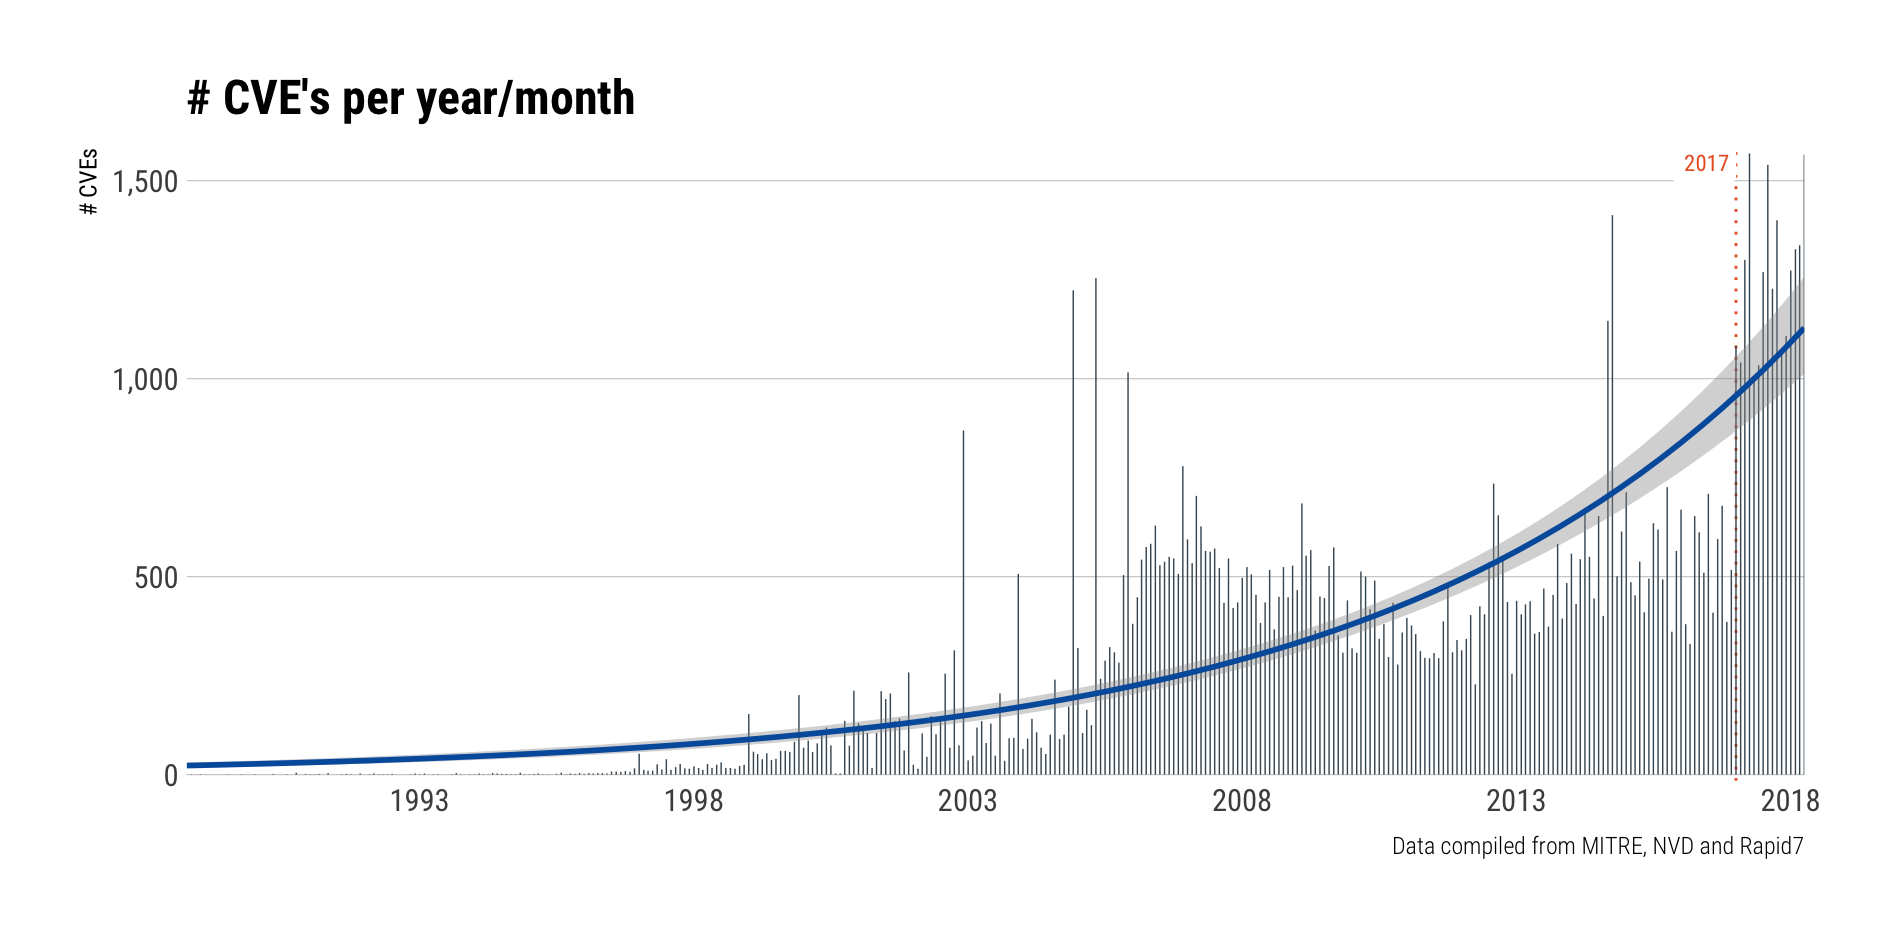 # CVE's per year/month
# CVEs
2017
1,500
1,000
500
0
1993 1998 2003 2008 2013 2018
Data compiled from MITRE, NVD and Rapid7